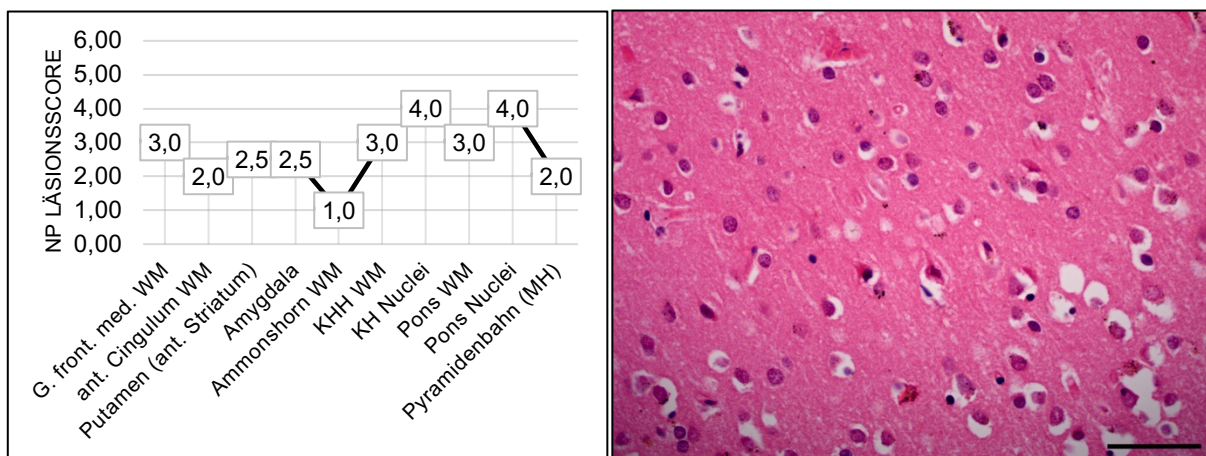 NP LÄSIONSSCORE
6,00
5,00
4,00
3,00
2,00
1,00
0,00
3,0
2,0
2,5
2,5
1,0
3,0
4,0
3,0
4,0
2,0
G. front. med. WM
ant. Cingulum WM
Putamen (ant. Striatum)
Amygdala
Ammonshorn WM
KHH WM
KH Nuclei
Pons WM
Pons Nuclei
Pyramidenbahn (MH)